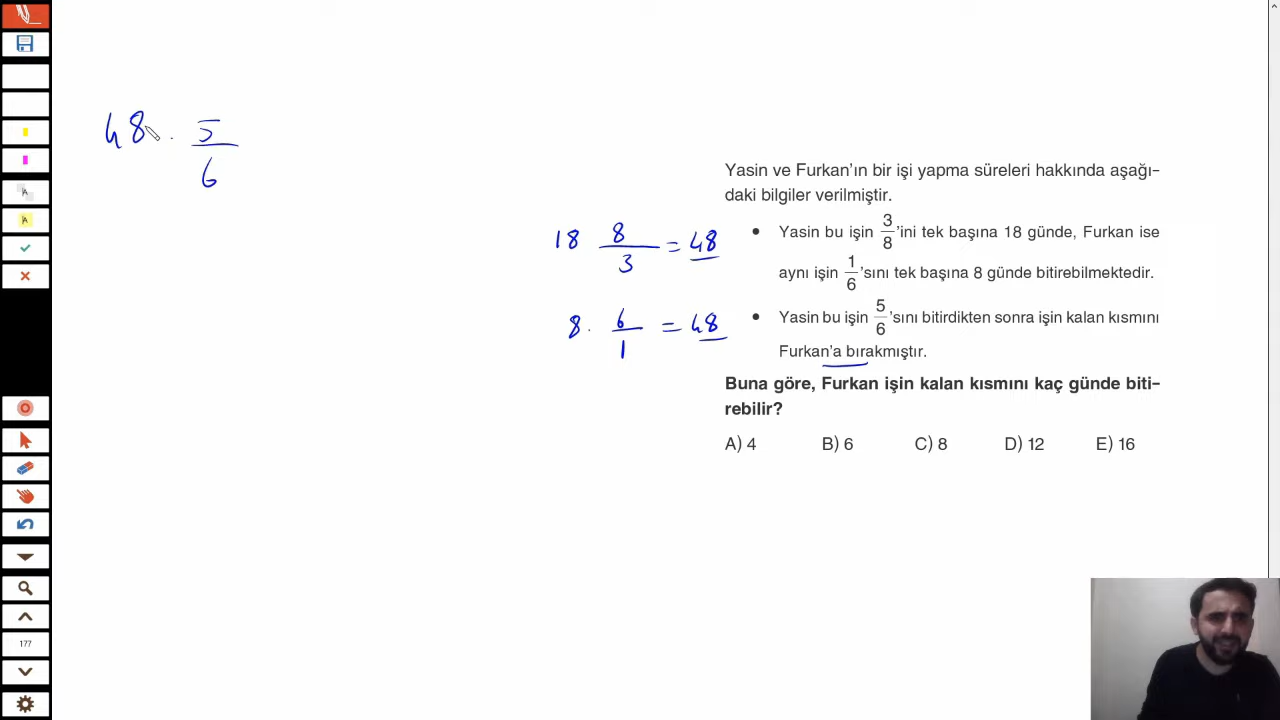 48 · 5/6
Yasin ve Furkan'ın bir işi yapma süreleri hakkında aşağı-
daki bilgiler verilmiştir.
18 8/3 = 48
• Yasin bu işin 3/8'ini tek başına 18 günde, Furkan ise
aynı işin 1/6'sını tek başına 8 günde bitirebilmektedir.
8 · 6/1 = 48
• Yasin bu işin 5/6'sını bitirdikten sonra işin kalan kısmını
Furkan'a bırakmıştır.
Buna göre, Furkan işin kalan kısmını kaç günde biti-
rebilir?
A) 4 B) 6 C) 8 D) 12 E) 16
A
A
177